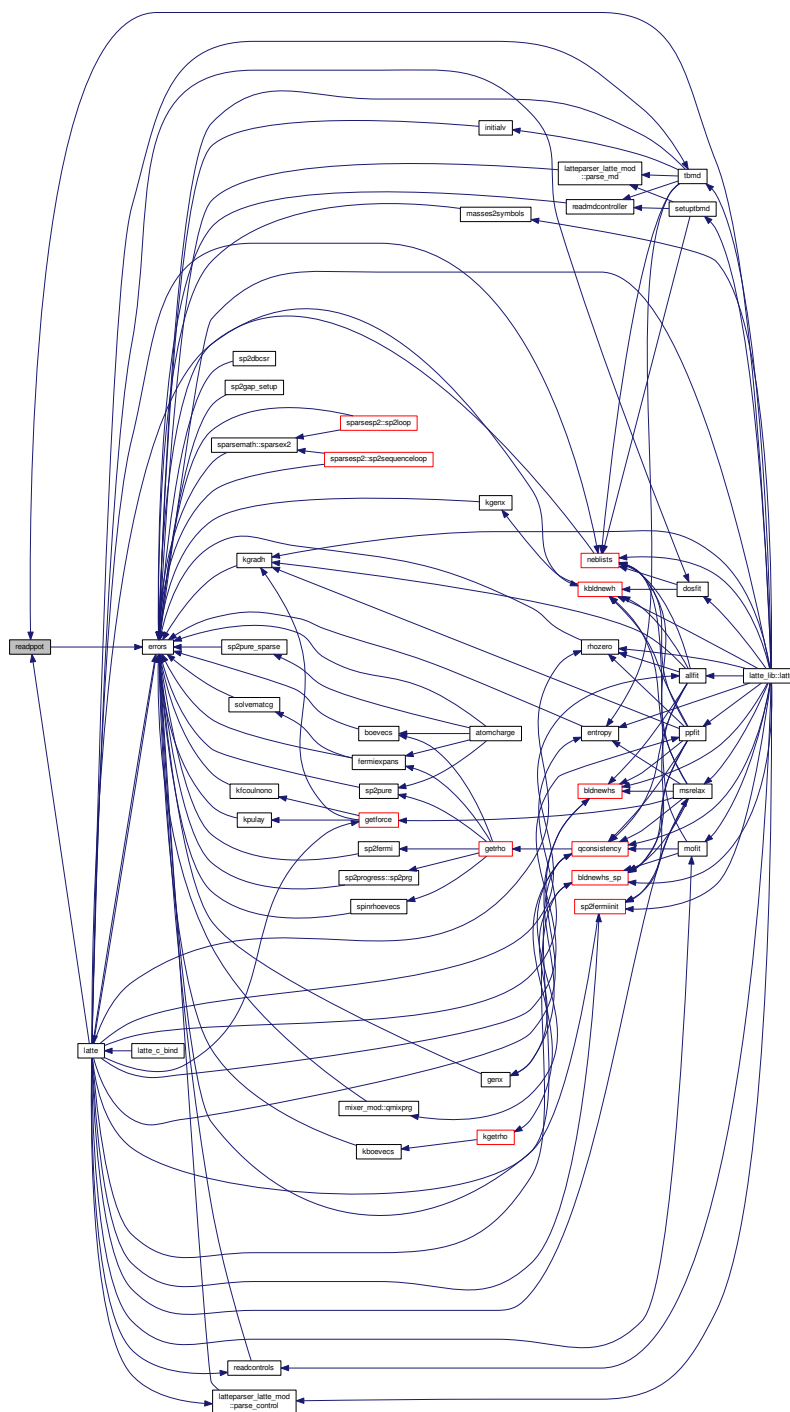 initialv
latteparser_latte_mod
::parse_md
tbmd
readmdcontroller
setuptbmd
masses2symbols
sp2dbcsr
sp2gap_setup
sparsesp2::sp2loop
sparsemath::sparsex2
sparsesp2::sp2sequenceloop
kgenx
kgradh
neblists
kbldnewh
dosfit
readppot
errors
sp2pure_sparse
rhozero
allfit
latte_lib::latte
solvematcg
boevecs
atomcharge
entropy
ppfit
fermiexpans
kfcoulnono
sp2pure
bldnewhs
msrelax
kpulay
getforce
sp2fermi
getrho
qconsistency
mofit
sp2progress::sp2prg
bldnewhs_sp
spinrhoevecs
sp2fermiinit
latte
latte_c_bind
genx
mixer_mod::qmixprg
kgetrho
kboevecs
readcontrols
latteparser_latte_mod
::parse_control